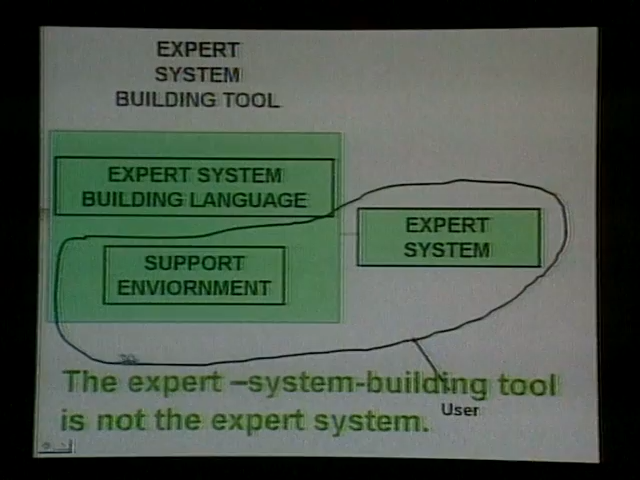 EXPERT
SYSTEM
BUILDING TOOL
EXPERT SYSTEM
BUILDING LANGUAGE
EXPERT
SYSTEM
SUPPORT
ENVIORNMENT
The expert –system-building tool
is not the expert system.
User